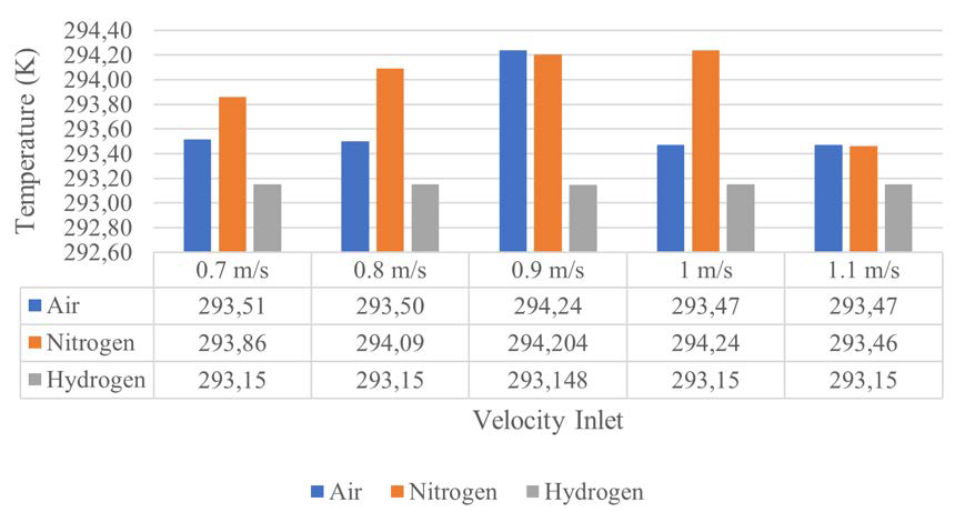 Temperature (K)
294,40
294,20
294,00
293,80
293,60
293,40
293,20
293,00
292,80
292,60
0.7 m/s 0.8 m/s 0.9 m/s 1 m/s 1.1 m/s
Air 293,51 293,50 294,24 293,47 293,47
Nitrogen 293,86 294,09 294,204 294,24 293,46
Hydrogen 293,15 293,15 293,148 293,15 293,15
Velocity Inlet
Air Nitrogen Hydrogen